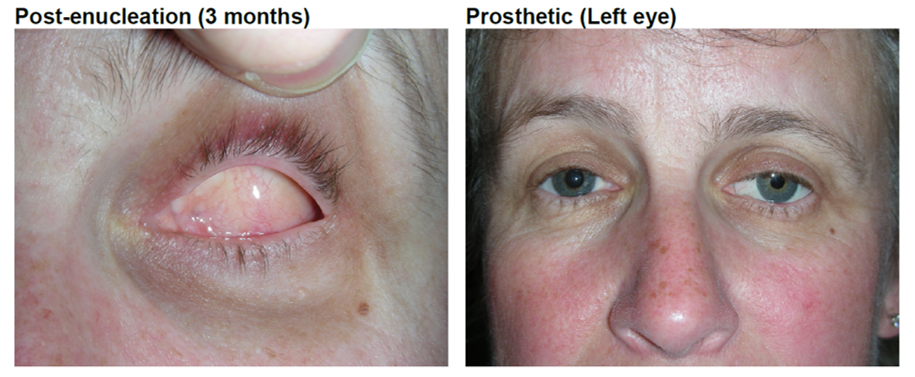 Post-enucleation (3 months)
Prosthetic (Left eye)